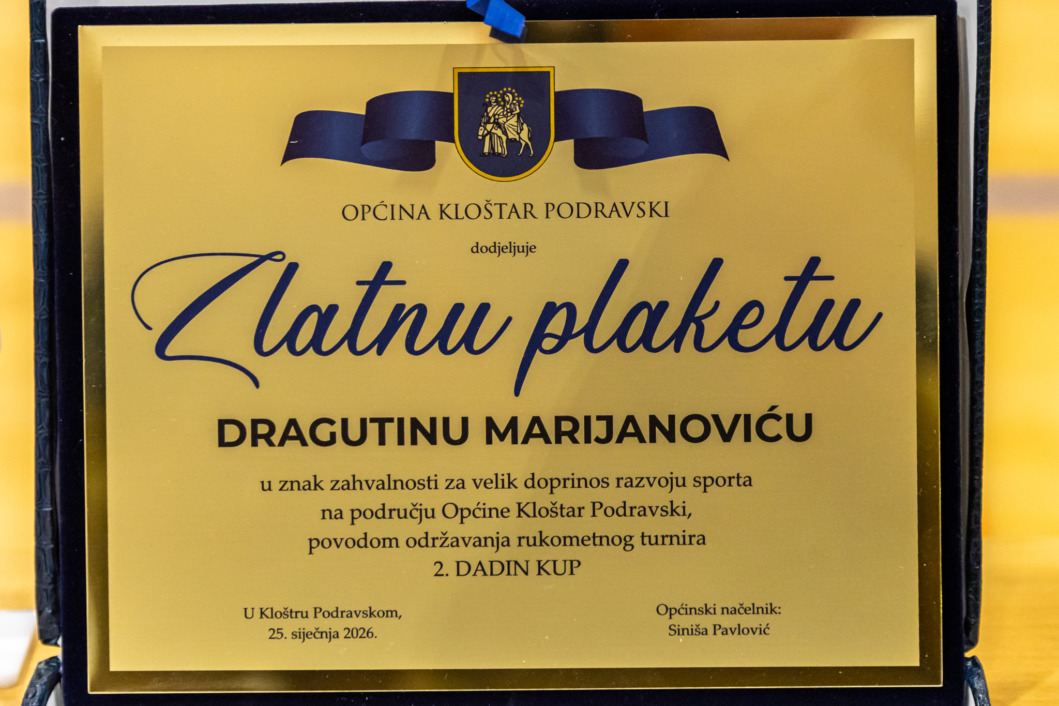 OPĆINA KLOŠTAR PODRAVSKI
dodjeljuje
Zlatnu plaketu
DRAGUTINU MARIJANOVIĆU
u znak zahvalnosti za velik doprinos razvoju sporta
na području Općine Kloštar Podravski,
povodom održavanja rukometnog turnira
2. DADIN KUP
U Kloštru Podravskom,
25. siječnja 2026.
Općinski načelnik:
Siniša Pavlović